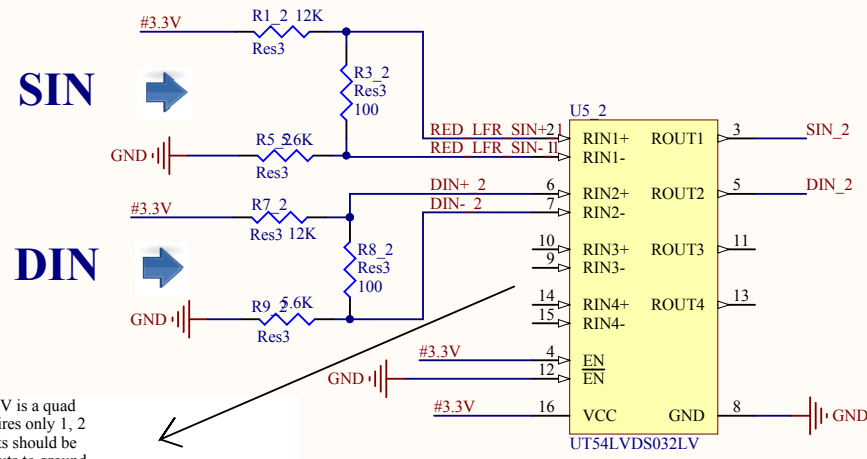 #3.3V
R1_2 12K
Res3
SIN
R3_2
Res3
100
U5_2
RED_LFR_SIN+_2
RIN1+
ROUT1
3
SIN_2
GND
R5_2
5.6K
Res3
RED_LFR_SIN-
1
RIN1-
DIN+_2
6
RIN2+
ROUT2
5
DIN_2
#3.3V
R7_2
Res3 12K
DIN-_2
7
RIN2-
DIN
R8_2
Res3
100
10
RIN3+
ROUT3
11
9
RIN3-
GND
R9_2
5.6K
Res3
14
RIN4+
ROUT4
13
15
RIN4-
#3.3V
4
EN
GND
12
EN
#3.3V
16
VCC
GND
8
GND
UT54LVDS032LV
V is a quad
ires only 1, 2
ts should be
uts to ground